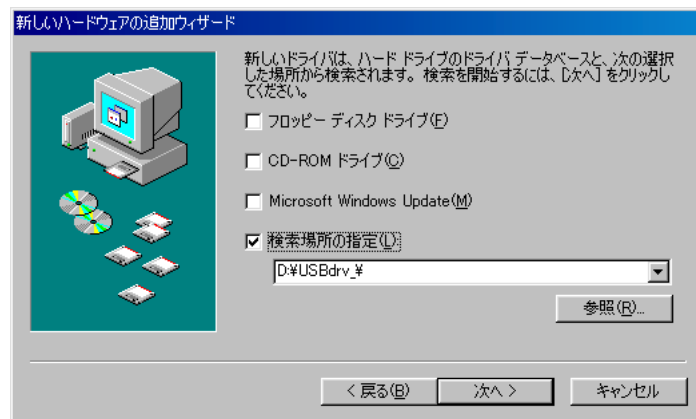 新しいハードウェアの追加ウィザード
新しいドライバは、ハード ドライブのドライバ データベースと、次の選択
した場所から検索されます。検索を開始するには、[次へ] をクリックし
てください。
フロッピー ディスク ドライブ(F)
CD-ROM ドライブ(C)
Microsoft Windows Update(M)
検索場所の指定(L):
D:¥USBdrv_¥
参照(R)...
< 戻る(B)
次へ >
キャンセル